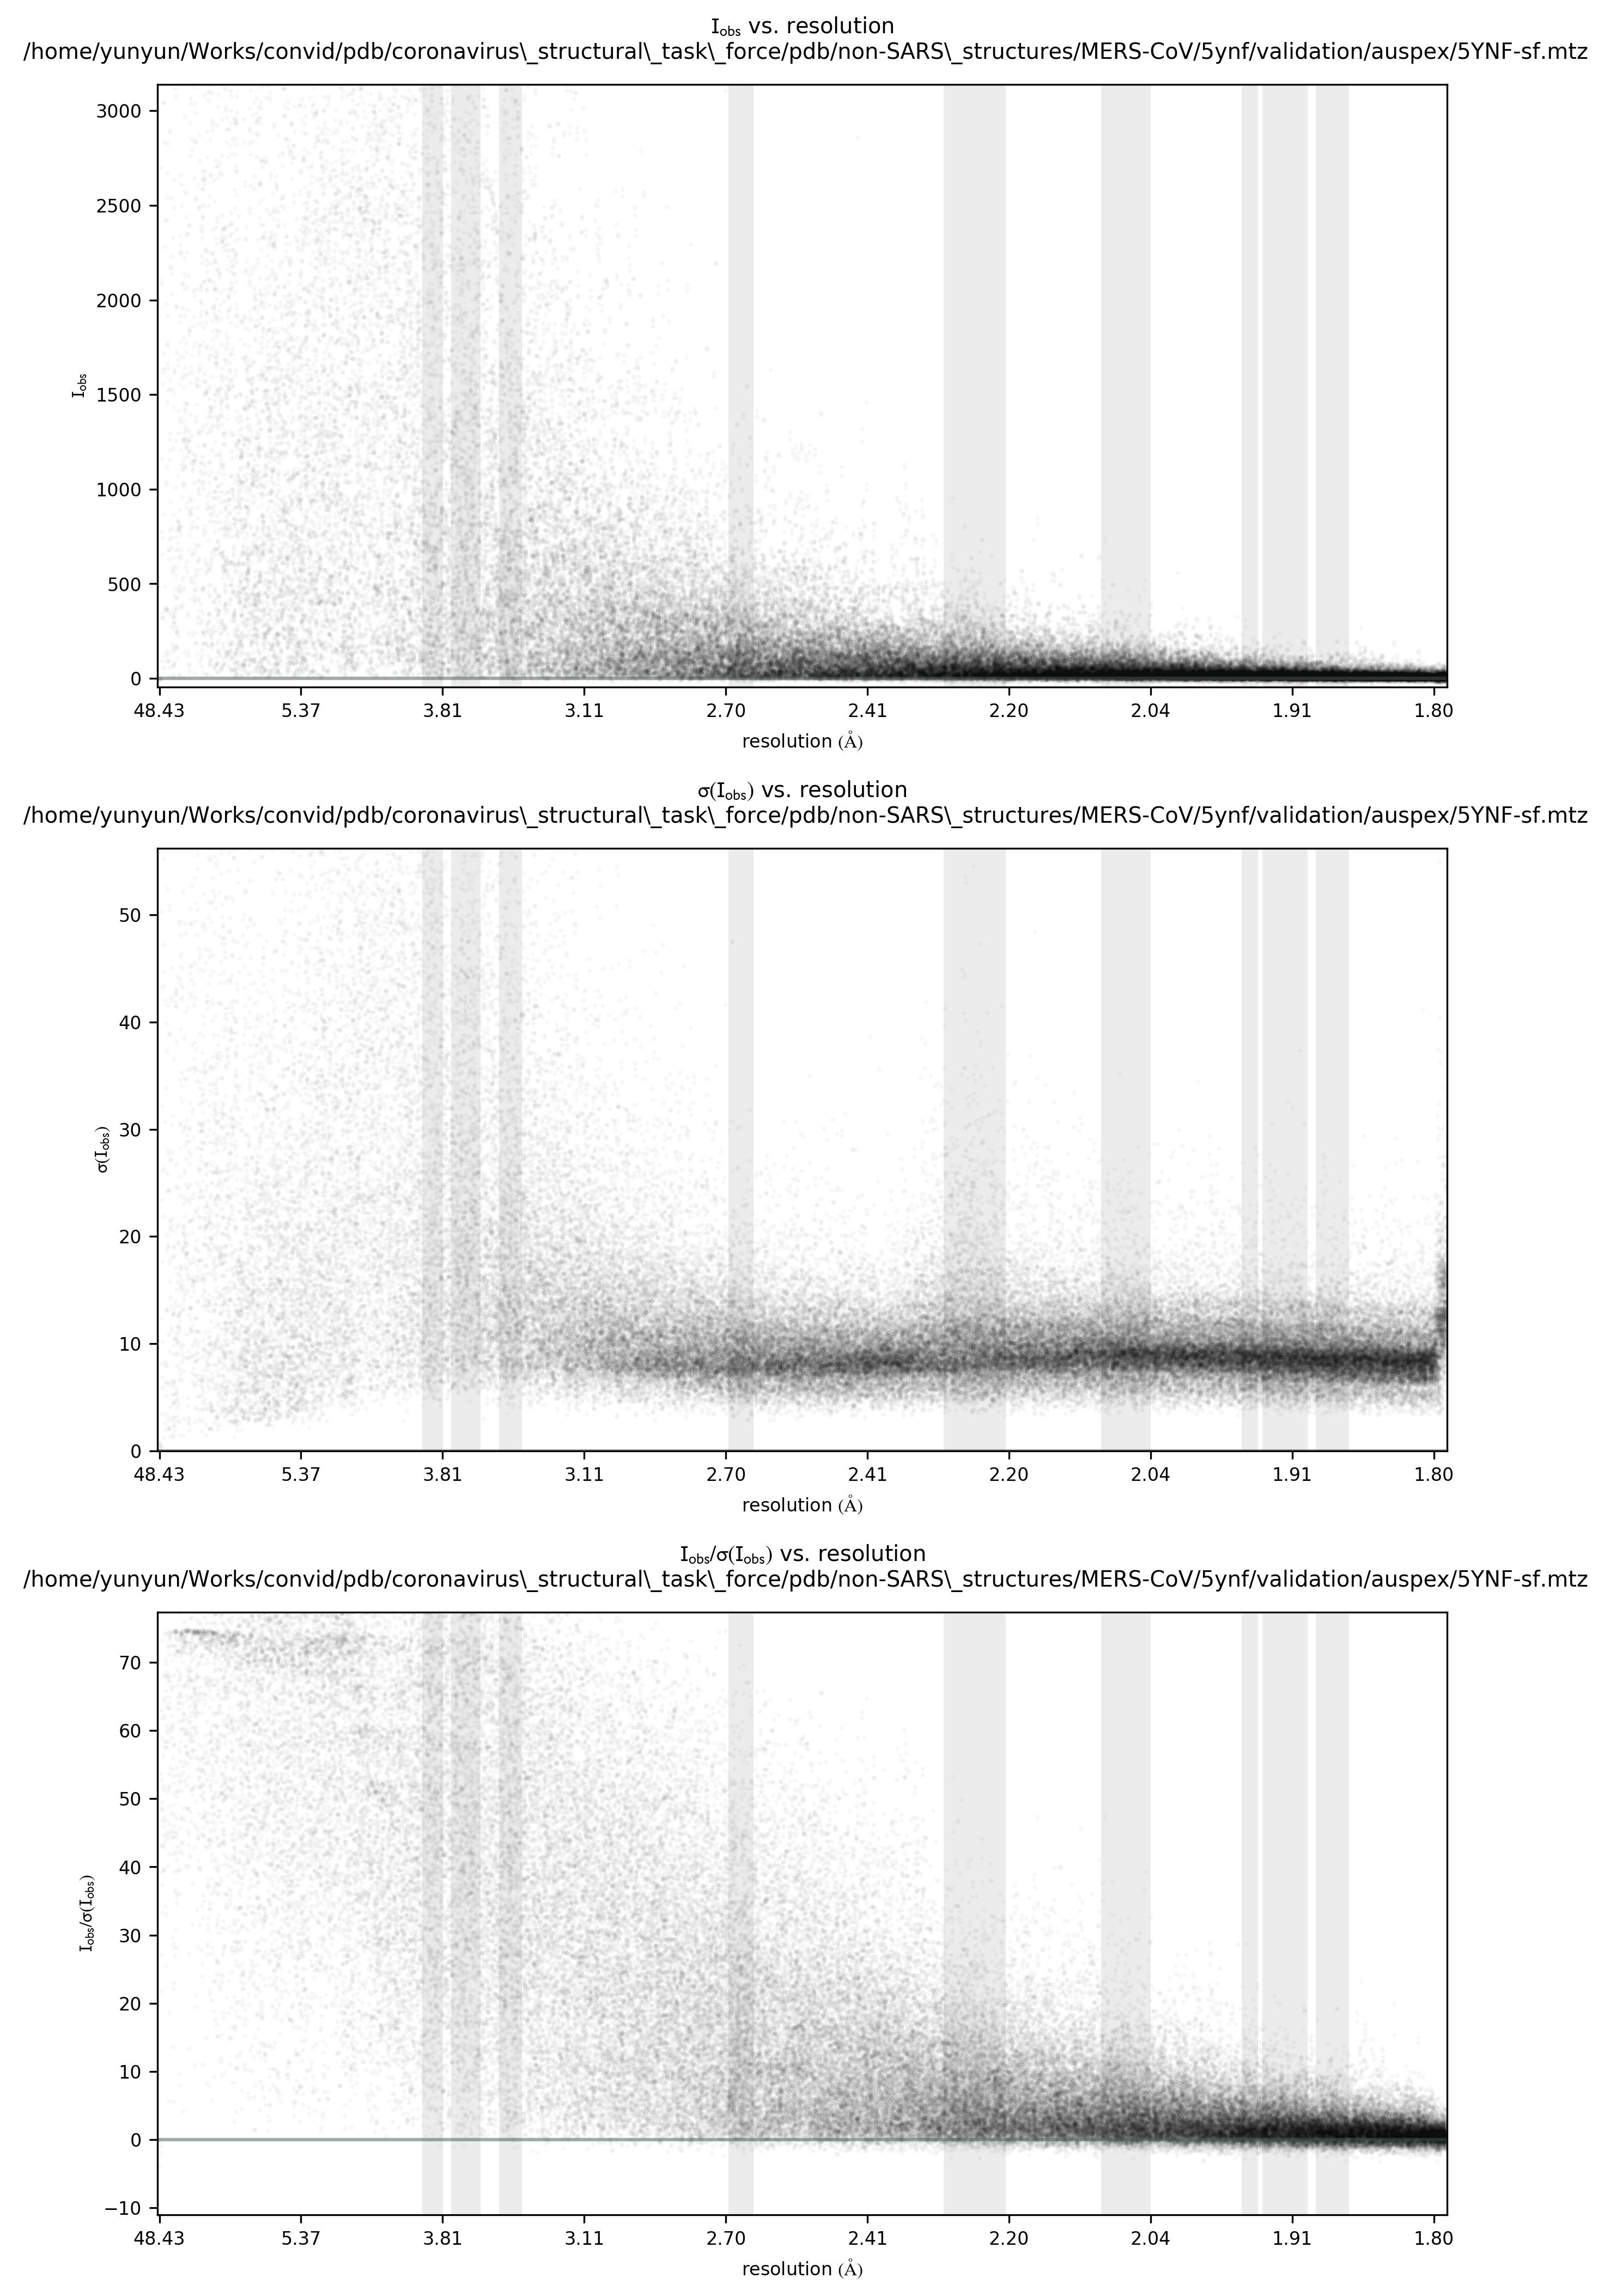 I_obs vs. resolution
/home/yunyun/Works/convid/pdb/coronavirus\_structural\_task\_force/pdb/non-SARS\_structures/MERS-CoV/5ynf/validation/auspex/5YNF-sf.mtz
3000
2500
2000
1500
1000
500
0
I_obs
48.43 5.37 3.81 3.11 2.70 2.41 2.20 2.04 1.91 1.80
resolution (Å)
σ(I_obs) vs. resolution
/home/yunyun/Works/convid/pdb/coronavirus\_structural\_task\_force/pdb/non-SARS\_structures/MERS-CoV/5ynf/validation/auspex/5YNF-sf.mtz
50
40
30
20
10
0
σ(I_obs)
48.43 5.37 3.81 3.11 2.70 2.41 2.20 2.04 1.91 1.80
resolution (Å)
I_obs/σ(I_obs) vs. resolution
/home/yunyun/Works/convid/pdb/coronavirus\_structural\_task\_force/pdb/non-SARS\_structures/MERS-CoV/5ynf/validation/auspex/5YNF-sf.mtz
70
60
50
40
30
20
10
0
−10
I_obs/σ(I_obs)
48.43 5.37 3.81 3.11 2.70 2.41 2.20 2.04 1.91 1.80
resolution (Å)